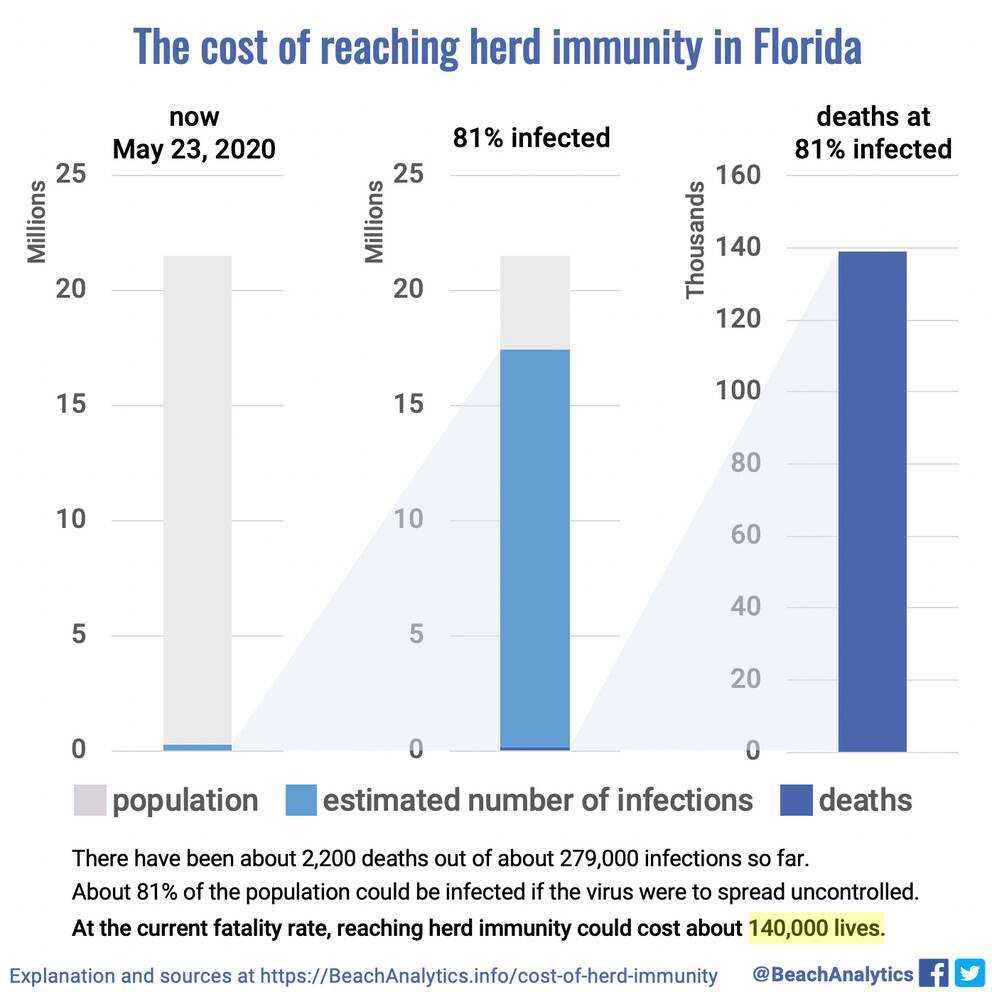 The cost of reaching herd immunity in Florida
now
May 23, 2020
81% infected
deaths at
81% infected
Millions
25
20
15
10
5
0
Millions
25
20
15
10
5
0
Thousands
160
140
120
100
80
60
40
20
0
population
estimated number of infections
deaths
There have been about 2,200 deaths out of about 279,000 infections so far.
About 81% of the population could be infected if the virus were to spread uncontrolled.
At the current fatality rate, reaching herd immunity could cost about 140,000 lives.
Explanation and sources at https://BeachAnalytics.info/cost-of-herd-immunity
@BeachAnalytics